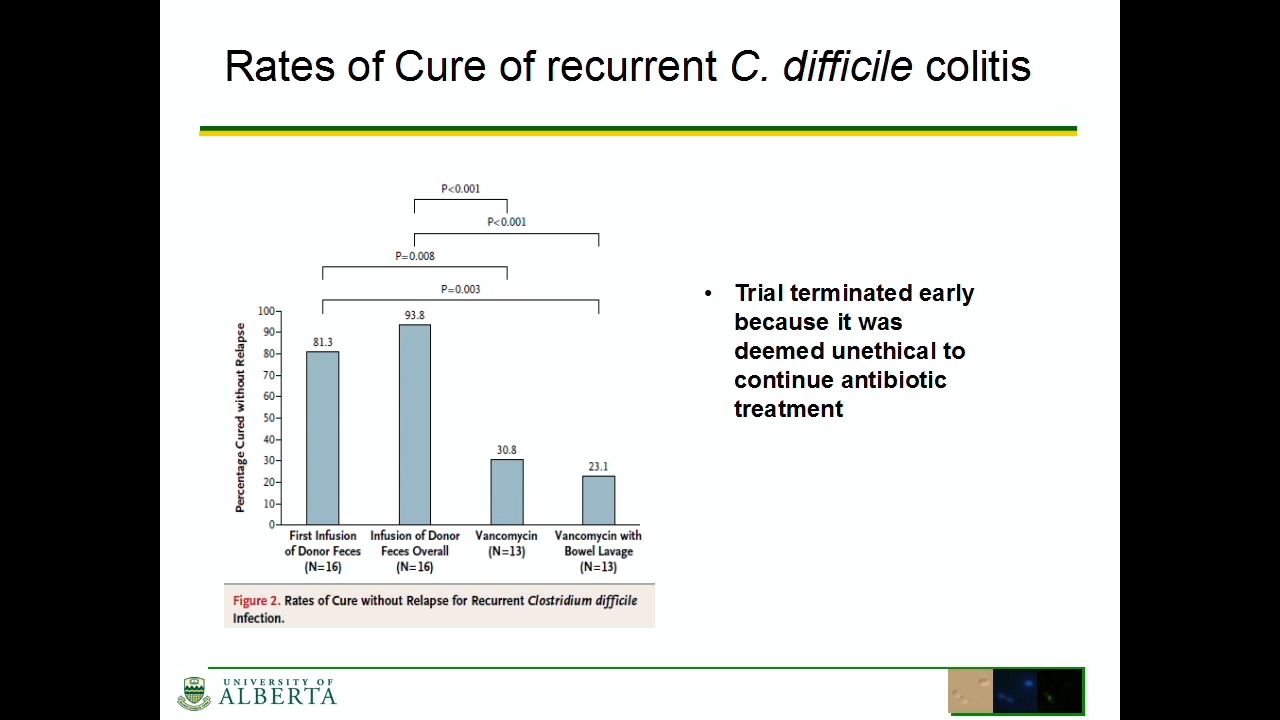 Rates of Cure of recurrent C. difficile colitis
P<0.001
P<0.001
P=0.008
P=0.003
Percentage Cured without Relapse
100
90
80
70
60
50
40
30
20
10
0
81.3
93.8
30.8
23.1
First Infusion of Donor Feces (N=16)
Infusion of Donor Feces Overall (N=16)
Vancomycin (N=13)
Vancomycin with Bowel Lavage (N=13)
Figure 2. Rates of Cure without Relapse for Recurrent Clostridium difficile
Infection.
• Trial terminated early
because it was
deemed unethical to
continue antibiotic
treatment
UNIVERSITY OF
ALBERTA